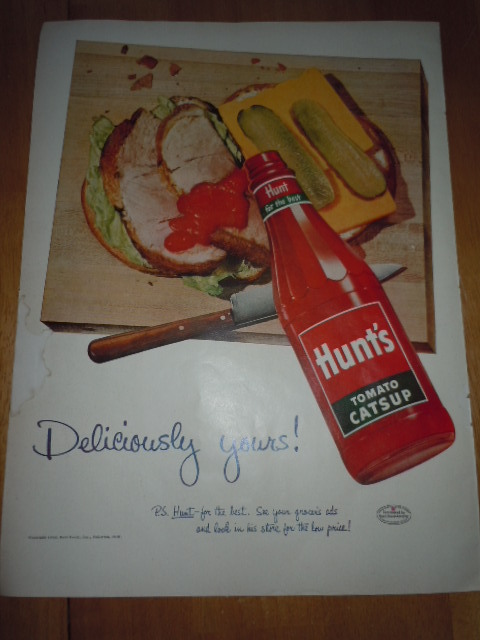 Hunt
for the best
Hunt's
TOMATO
CATSUP
Deliciously yours!
P.S. Hunt-for the best. See your grocer's ads
and look in his store for the low price!